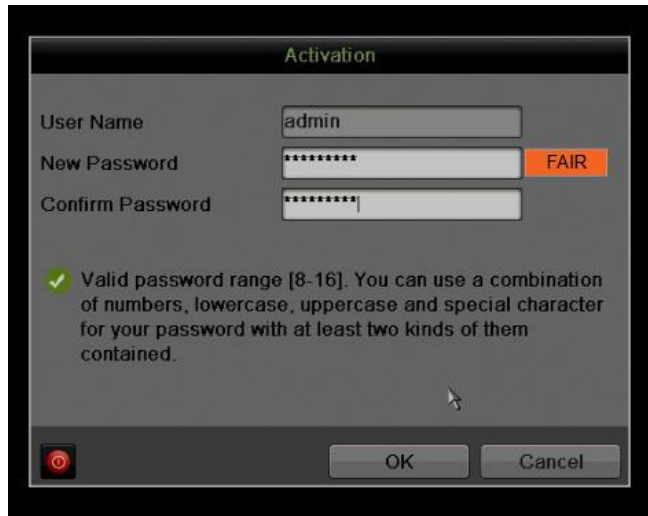 Activation
User Name admin
New Password ********* FAIR
Confirm Password *********
Valid password range [8-16]. You can use a combination
of numbers, lowercase, uppercase and special character
for your password with at least two kinds of them
contained.
OK Cancel